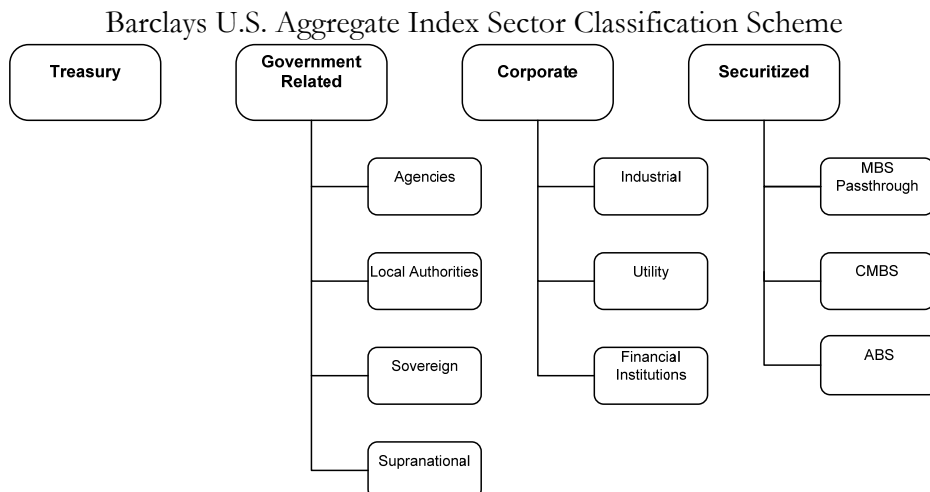 Barclays U.S. Aggregate Index Sector Classification Scheme
Treasury
Government
Related
Corporate
Securitized
Agencies
Local Authorities
Sovereign
Supranational
Industrial
Utility
Financial
Institutions
MBS
Passthrough
CMBS
ABS